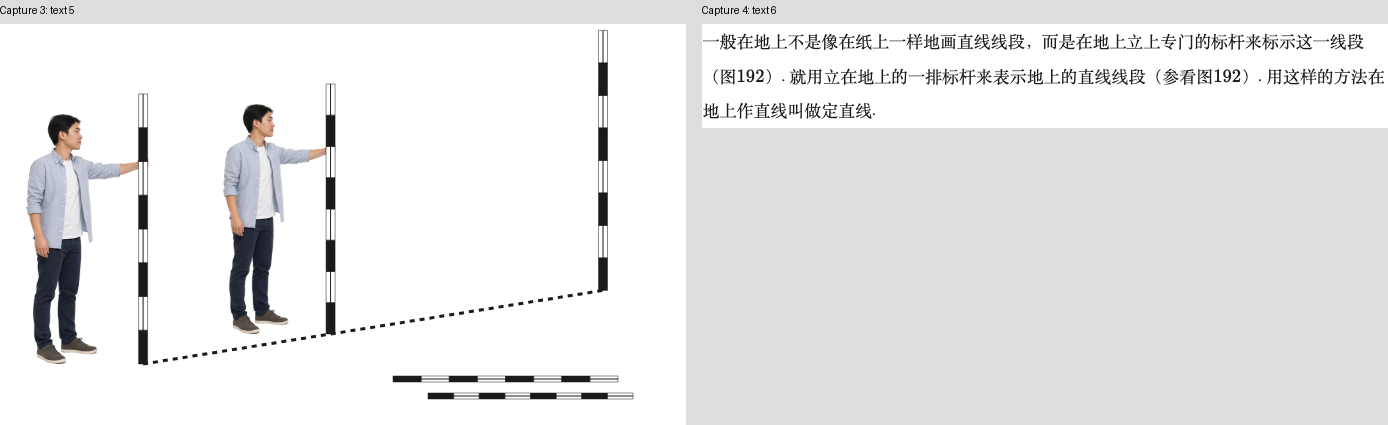 Capture 3: text 5
Capture 4: text 6
一般在地上不是像在纸上一样地画直线线段，而是在地上立上专门的标杆来标示这一线段
（图192）. 就用立在地上的一排标杆来表示地上的直线线段（参看图192）. 用这样的方法在
地上作直线叫做定直线.